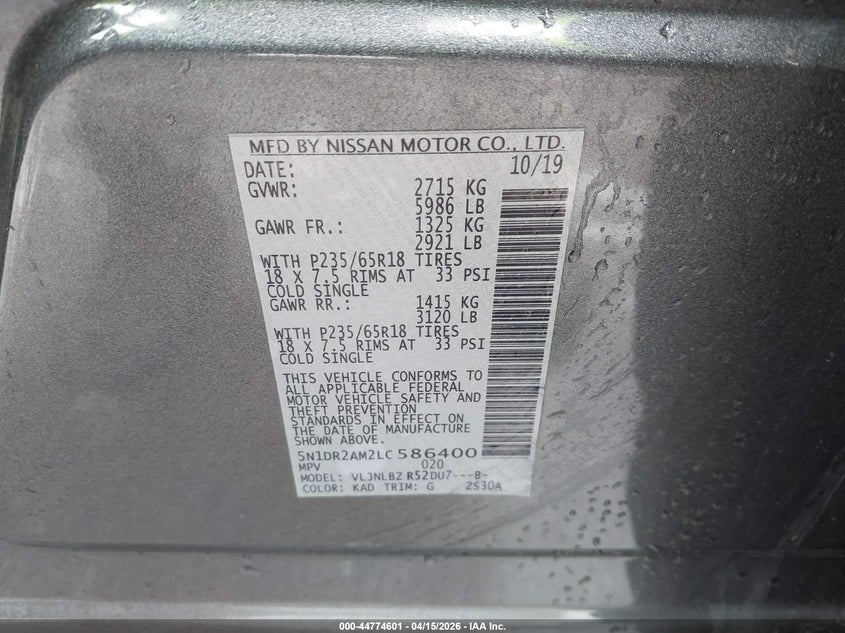 MFD BY NISSAN MOTOR CO., LTD.
DATE: 10/19
GVWR: 2715 KG
5986 LB
GAWR FR.: 1325 KG
2921 LB
WITH P235/65R18 TIRES
18 X 7.5 RIMS AT 33 PSI
COLD SINGLE
GAWR RR.: 1415 KG
3120 LB
WITH P235/65R18 TIRES
18 X 7.5 RIMS AT 33 PSI
COLD SINGLE
THIS VEHICLE CONFORMS TO
ALL APPLICABLE FEDERAL
MOTOR VEHICLE SAFETY AND
THEFT PREVENTION
STANDARDS IN EFFECT ON
THE DATE OF MANUFACTURE
SHOWN ABOVE.
5N1DR2AM2LC 586400
MPV 020
MODEL: VLJNLBZ R52DU7---B-
COLOR: KAD TRIM: G ZS30A
000-44774601 - 04/15/2026 - IAA Inc.